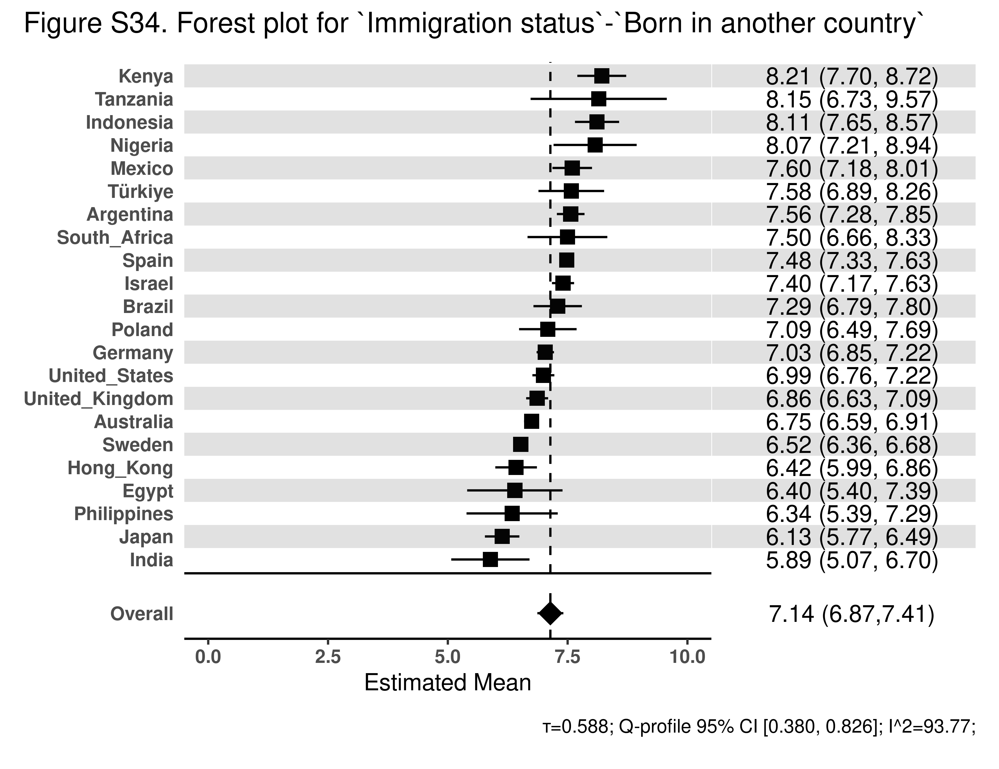 Figure S34. Forest plot for `Immigration status`-`Born in another country`
Kenya 8.21 (7.70, 8.72)
Tanzania 8.15 (6.73, 9.57)
Indonesia 8.11 (7.65, 8.57)
Nigeria 8.07 (7.21, 8.94)
Mexico 7.60 (7.18, 8.01)
Türkiye 7.58 (6.89, 8.26)
Argentina 7.56 (7.28, 7.85)
South_Africa 7.50 (6.66, 8.33)
Spain 7.48 (7.33, 7.63)
Israel 7.40 (7.17, 7.63)
Brazil 7.29 (6.79, 7.80)
Poland 7.09 (6.49, 7.69)
Germany 7.03 (6.85, 7.22)
United_States 6.99 (6.76, 7.22)
United_Kingdom 6.86 (6.63, 7.09)
Australia 6.75 (6.59, 6.91)
Sweden 6.52 (6.36, 6.68)
Hong_Kong 6.42 (5.99, 6.86)
Egypt 6.40 (5.40, 7.39)
Philippines 6.34 (5.39, 7.29)
Japan 6.13 (5.77, 6.49)
India 5.89 (5.07, 6.70)
Overall 7.14 (6.87,7.41)
0.0 2.5 5.0 7.5 10.0
Estimated Mean
τ=0.588; Q-profile 95% CI [0.380, 0.826]; I^2=93.77;